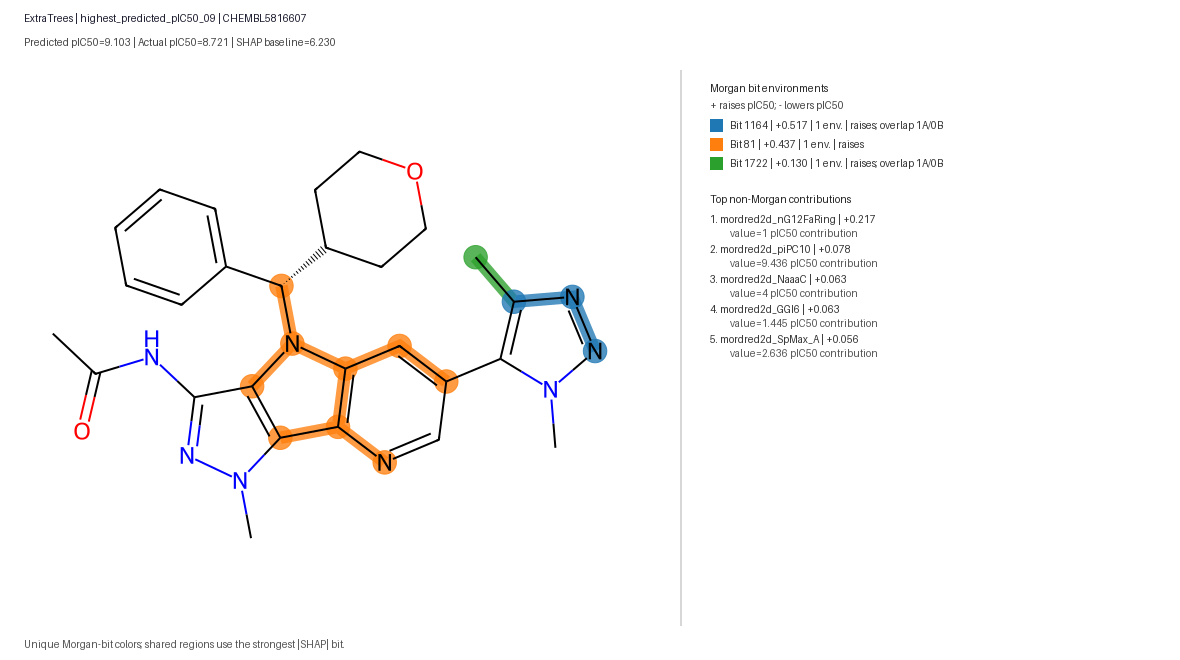 ExtraTrees | highest_predicted_pIC50_09 | CHEMBL5816607
Predicted pIC50=9.103 | Actual pIC50=8.721 | SHAP baseline=6.230
Morgan bit environments
+ raises pIC50; - lowers pIC50
Bit 1164 | +0.517 | 1 env. | raises; overlap 1A/0B
Bit 81 | +0.437 | 1 env. | raises
Bit 1722 | +0.130 | 1 env. | raises; overlap 1A/0B
Top non-Morgan contributions
1. mordred2d_nG12FaRing | +0.217
value=1 pIC50 contribution
2. mordred2d_piPC10 | +0.078
value=9.436 pIC50 contribution
3. mordred2d_NaaaC | +0.063
value=4 pIC50 contribution
4. mordred2d_GGI6 | +0.063
value=1.445 pIC50 contribution
5. mordred2d_SpMax_A | +0.056
value=2.636 pIC50 contribution
O
N
N
H
N
N
N
O
N
N
N
Unique Morgan-bit colors; shared regions use the strongest |SHAP| bit.